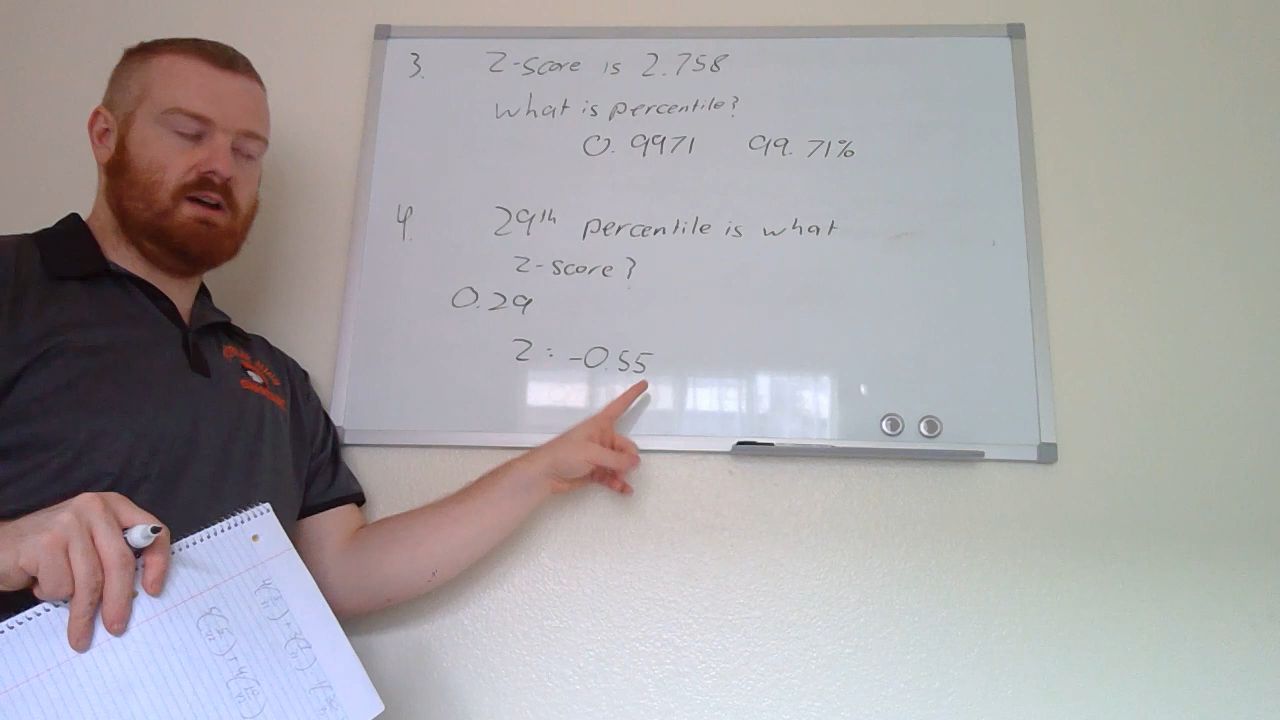 3. Z-score is 2.758
What is percentile?
0.9971 99.71%
4. 29th percentile is what
z-score?
0.29
Z = -0.55